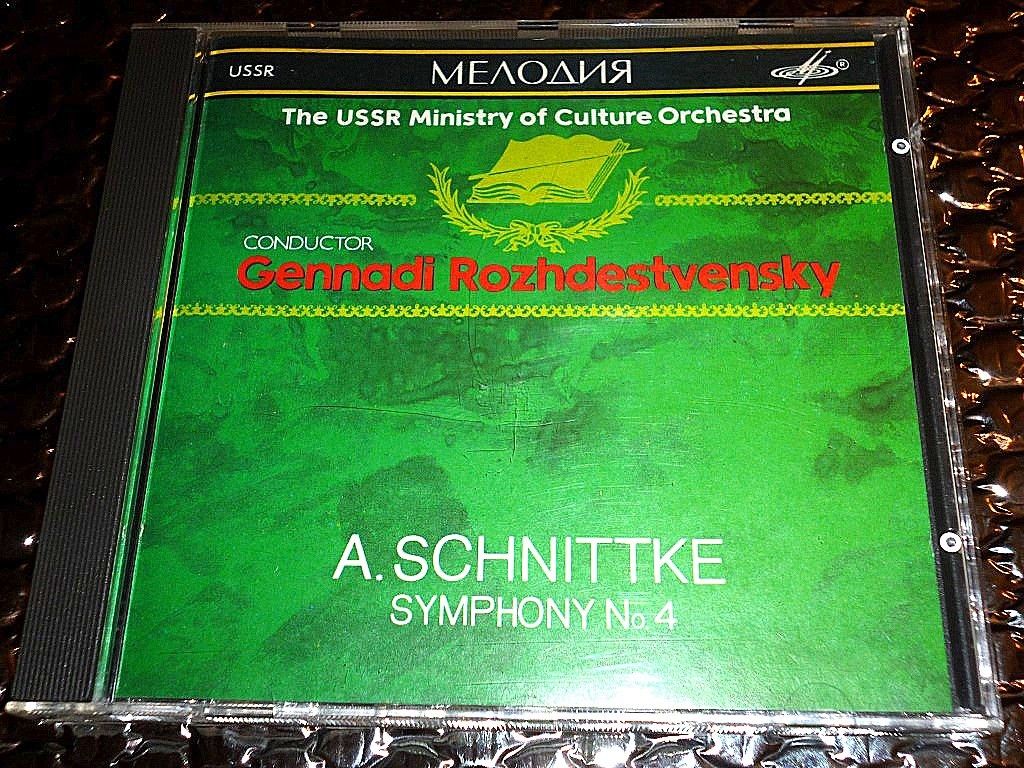 USSR МЕЛОДИЯ ®
The USSR Ministry of Culture Orchestra
CONDUCTOR
Gennadi Rozhdestvensky
A. SCHNITTKE
SYMPHONY No 4